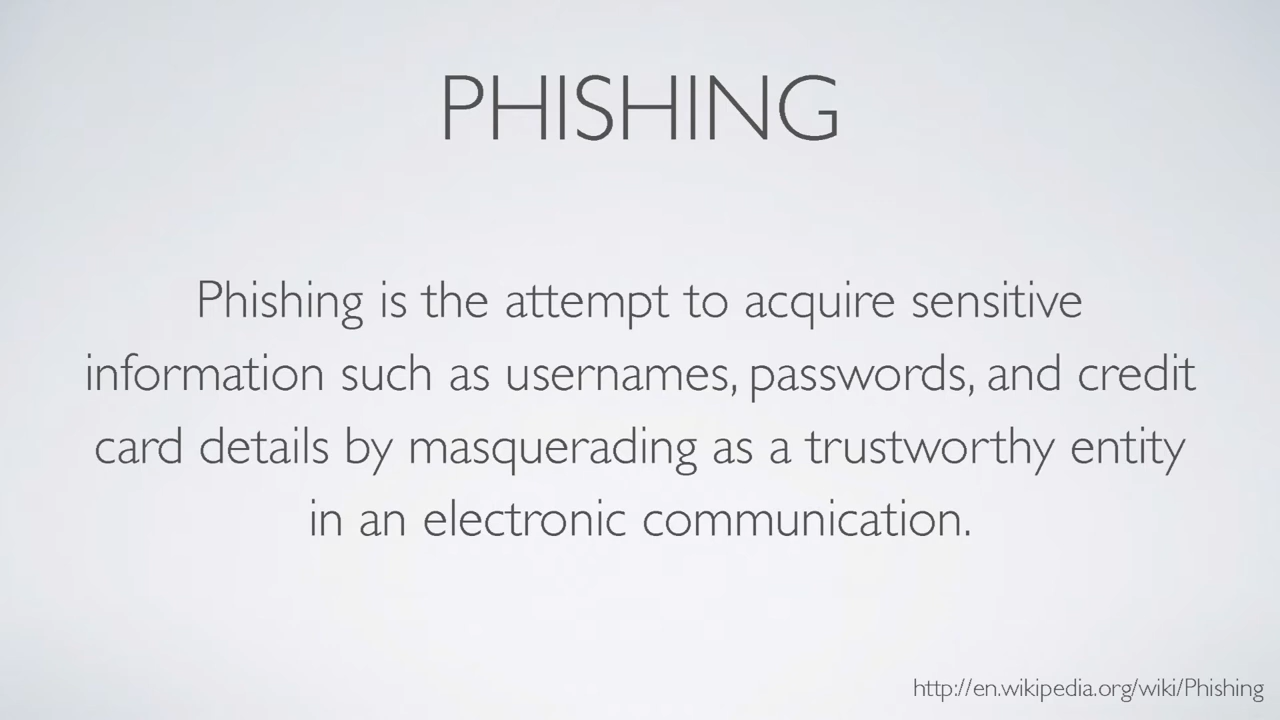 PHISHING
Phishing is the attempt to acquire sensitive
information such as usernames, passwords, and credit
card details by masquerading as a trustworthy entity
in an electronic communication.
http://en.wikipedia.org/wiki/Phishing